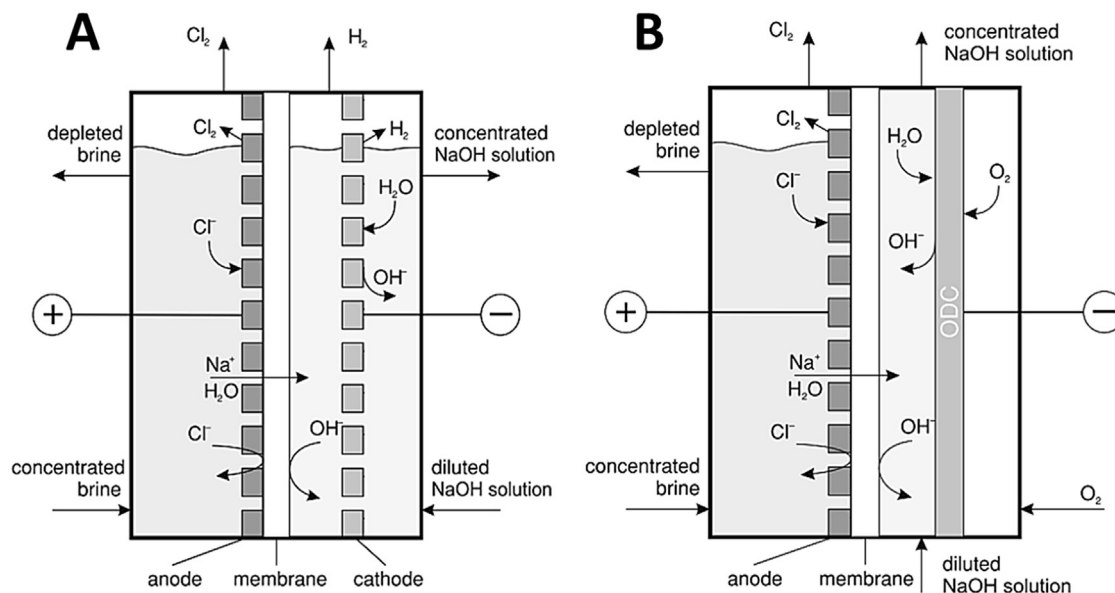 A
Cl₂
H₂
depleted
brine
Cl₂
H₂
concentrated
NaOH solution
H₂O
Cl⁻
OH⁻
+
−
Na⁺
H₂O
Cl⁻
OH⁻
concentrated
brine
diluted
NaOH solution
anode
membrane
cathode
B
Cl₂
concentrated
NaOH solution
depleted
brine
Cl₂
H₂O
O₂
Cl⁻
OH⁻
ODC
+
−
Na⁺
H₂O
Cl⁻
OH⁻
concentrated
brine
O₂
anode
membrane
diluted
NaOH solution